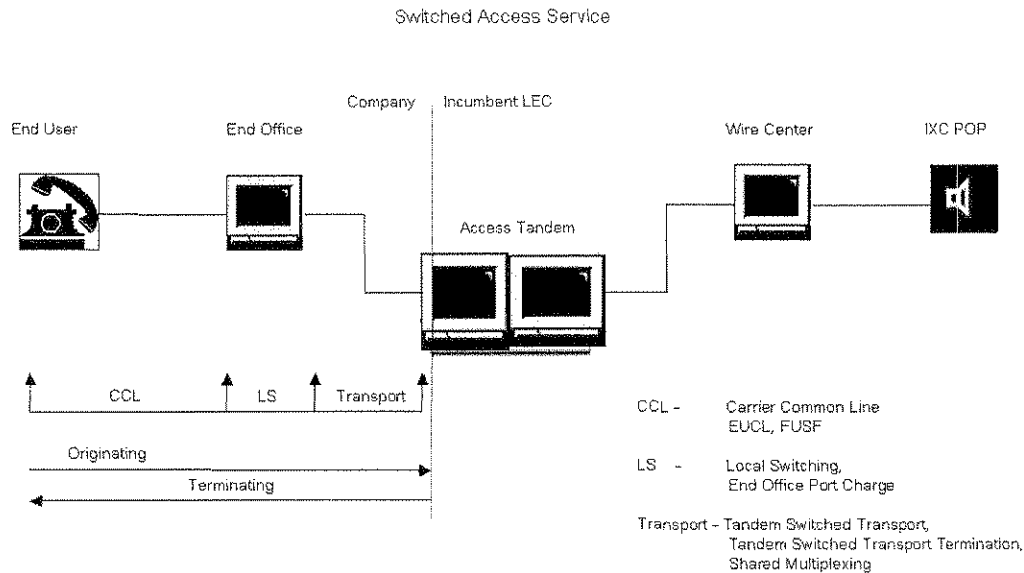 Switched Access Service
Company
Incumbent LEC
End User
End Office
Wire Center
IXC POP
Access Tandem
CCL
LS
Transport
Originating
Terminating
CCL - Carrier Common Line
EUCL, FUSF
LS - Local Switching,
End Office Port Charge
Transport - Tandem Switched Transport,
Tandem Switched Transport Termination,
Shared Multiplexing